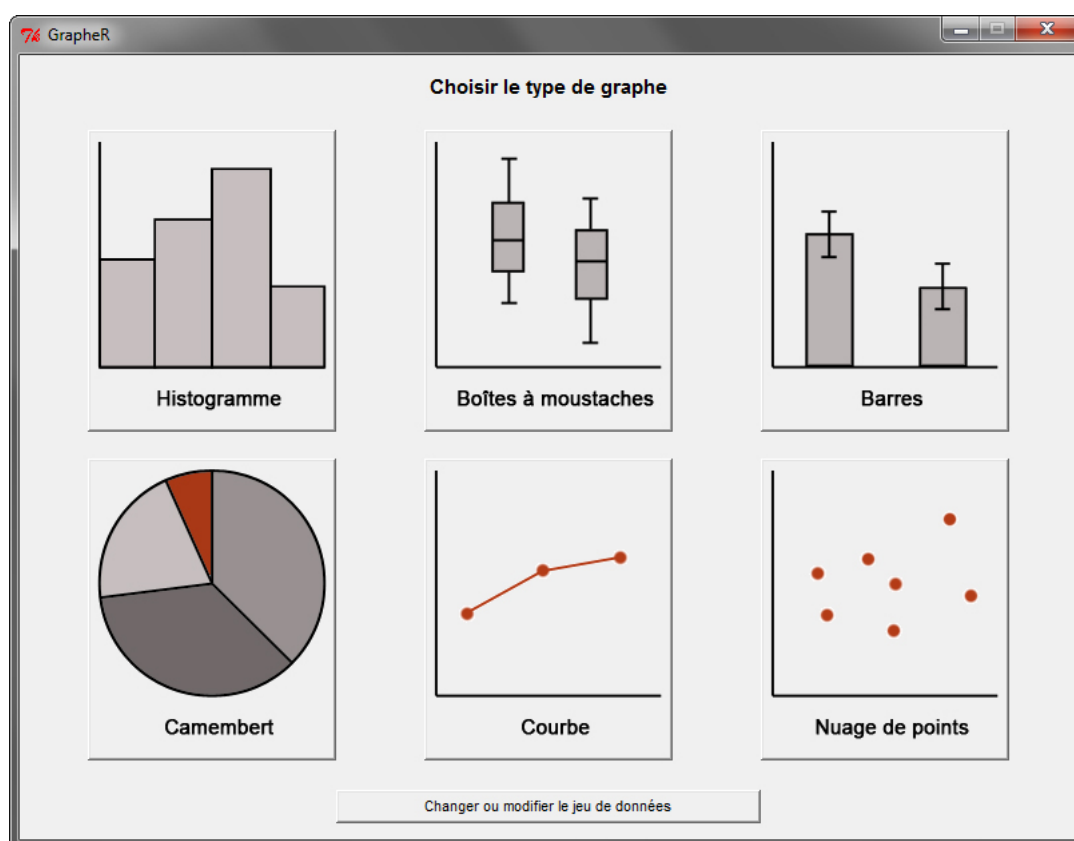 GrapheR
Choisir le type de graphe
Histogramme
Boîtes à moustaches
Barres
Camembert
Courbe
Nuage de points
Changer ou modifier le jeu de données